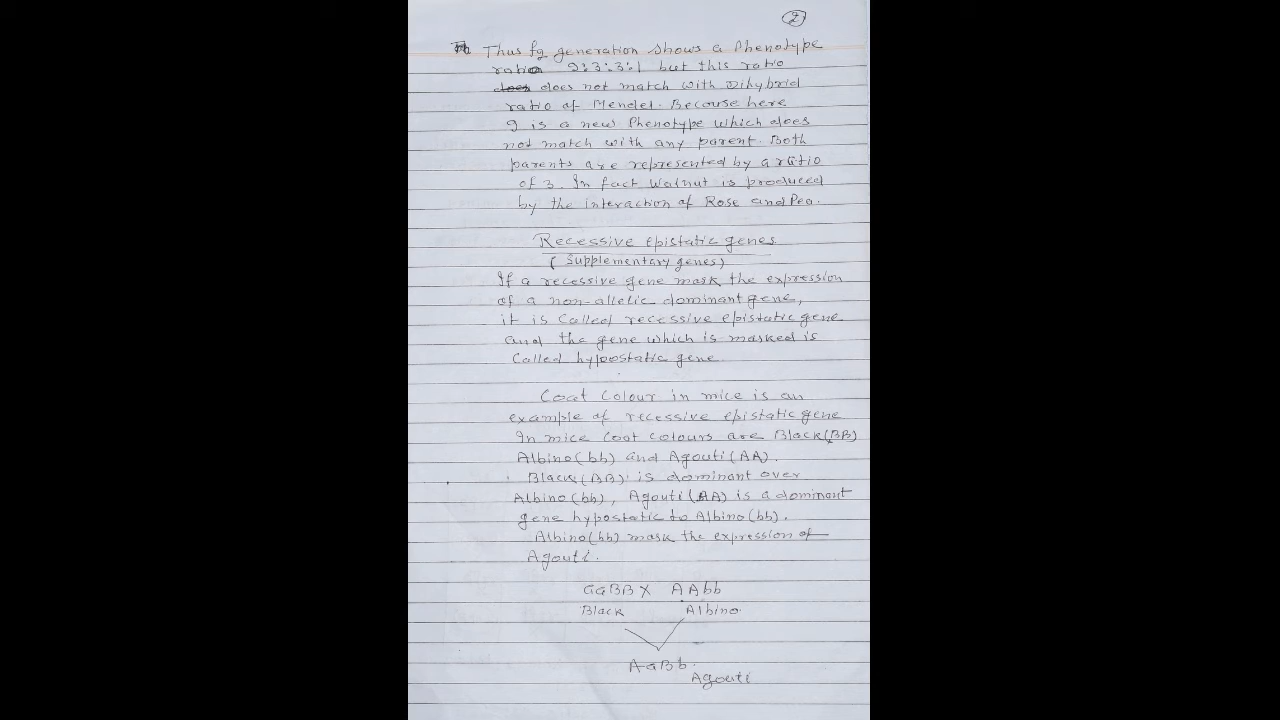 2
Thus f2 generation shows a Phenotype
ratio 9:3:3:1 but this ratio
does not match with Dihybrid
ratio of Mendel. Becouse here
9 is a new Phenotype which does
not match with any parent. Both
parents are represented by a ratio
of 3. In fact Walnut is produced
by the interaction of Rose and Pea.
Recessive Epistatic genes
(Supplementary genes)
If a recessive gene mask the expression
of a non-allelic dominant gene,
it is called recessive epistatic gene
and the gene which is masked is
called hypostatic gene
Coat Colour in mice is an
example of recessive epistatic gene
In mice Coat colours are Black(BB)
Albino(bb) and Agouti(AA).
Black(BB) is dominant over
Albino(bb), Agouti(AA) is a dominant
gene hypostatic to Albino(bb).
Albino(bb) mask the expression of
Agouti.
aaBB X AAbb
Black Albino
AaBb.
Agouti